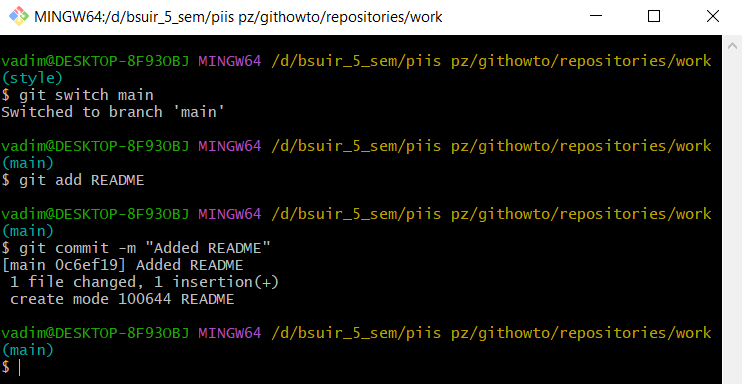 MINGW64:/d/bsuir_5_sem/piis pz/githowto/repositories/work
vadim@DESKTOP-8F93OBJ MINGW64 /d/bsuir_5_sem/piis pz/githowto/repositories/work
(style)
$ git switch main
Switched to branch 'main'
vadim@DESKTOP-8F93OBJ MINGW64 /d/bsuir_5_sem/piis pz/githowto/repositories/work
(main)
$ git add README
vadim@DESKTOP-8F93OBJ MINGW64 /d/bsuir_5_sem/piis pz/githowto/repositories/work
(main)
$ git commit -m "Added README"
[main 0c6ef19] Added README
 1 file changed, 1 insertion(+)
 create mode 100644 README
vadim@DESKTOP-8F93OBJ MINGW64 /d/bsuir_5_sem/piis pz/githowto/repositories/work
(main)
$